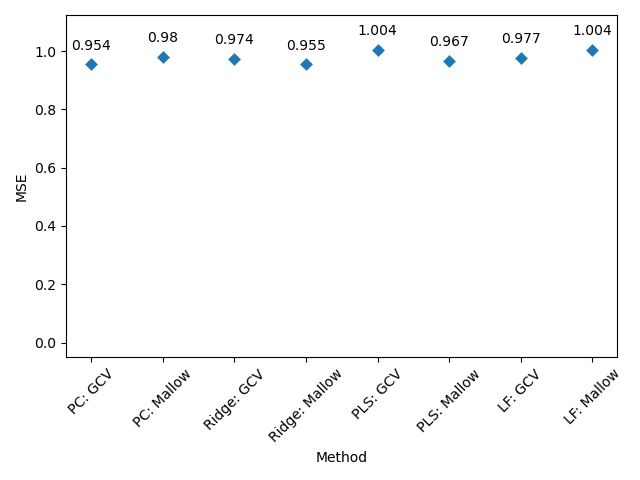 0.954
0.98
0.974
0.955
1.004
0.967
0.977
1.004
1.0
0.8
0.6
0.4
0.2
0.0
MSE
PC: GCV
PC: Mallow
Ridge: GCV
Ridge: Mallow
PLS: GCV
PLS: Mallow
LF: GCV
LF: Mallow
Method